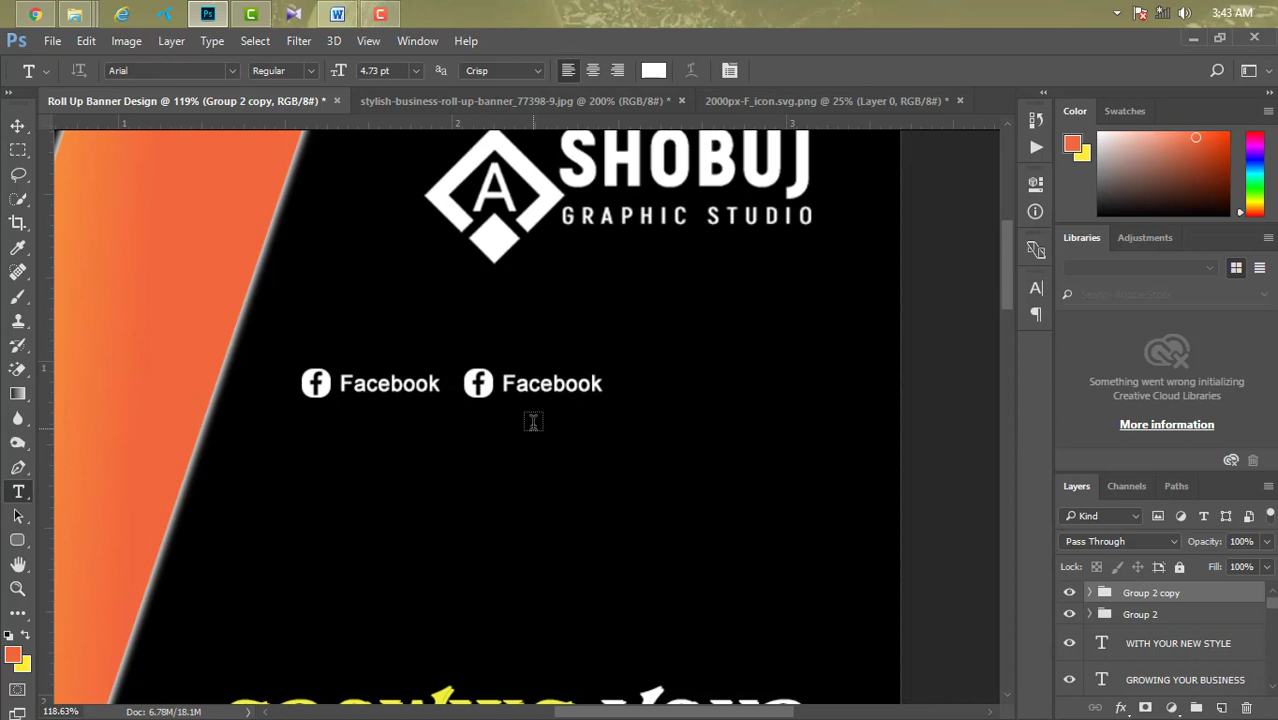 3:43 AM
Ps File Edit Image Layer Type Select Filter 3D View Window Help
T Arial Regular 4.73 pt aa Crisp
Roll Up Banner Design @ 119% (Group 2 copy, RGB/8#) * stylish-business-roll-up-banner_77398-9.jpg @ 200% (RGB/8#) * 2000px-F_icon.svg.png @ 25% (Layer 0, RGB/8#) *
1 2 3
Color Swatches
A SHOBUJ
GRAPHIC STUDIO
Libraries Adjustments
Something went wrong initializing
Creative Cloud Libraries
More information
Facebook Facebook
Layers Channels Paths
Kind
Pass Through Opacity: 100%
Lock: Fill: 100%
Group 2 copy
Group 2
T WITH YOUR NEW STYLE
T GROWING YOUR BUSINESS
118.63% Doc: 6.78M/18.1M